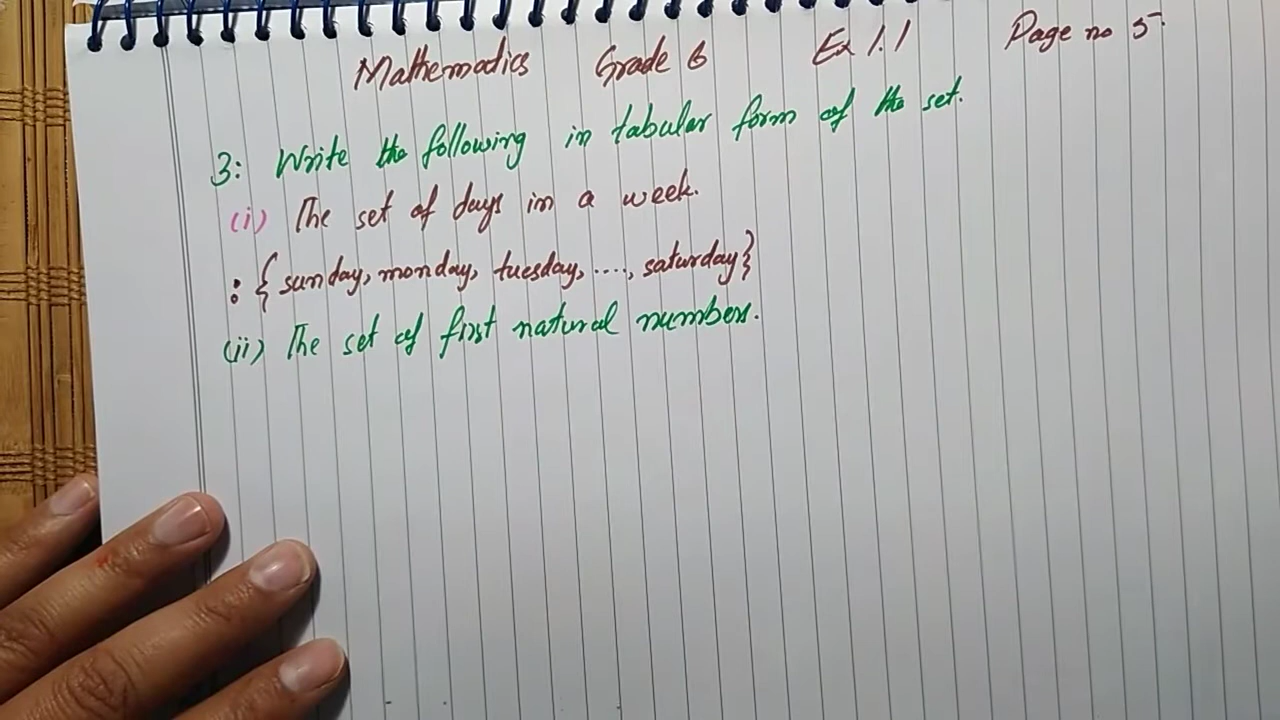 Mathematics Grade 6 Ex 1.1 Page no 5.
3: Write the following in tabular form of the set.
(i) The set of days in a week.
: { sunday, monday, tuesday, ...., saturday}
(ii) The set of first natural numbers.